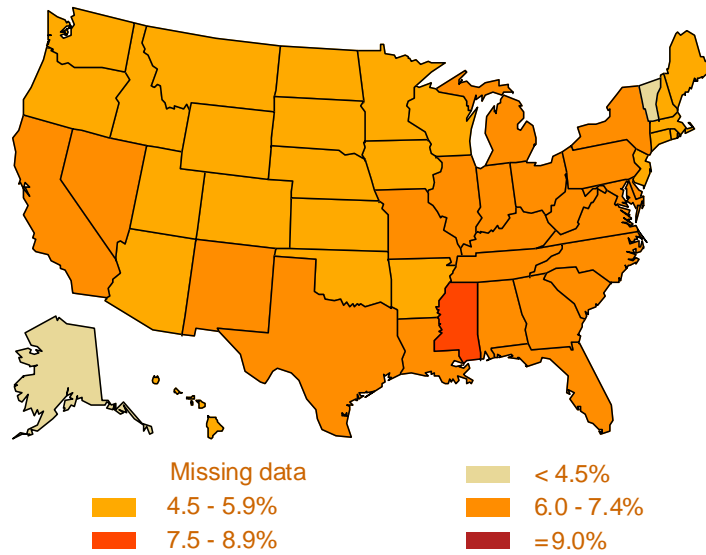 Missing data
< 4.5%
4.5 - 5.9%
6.0 - 7.4%
7.5 - 8.9%
=9.0%